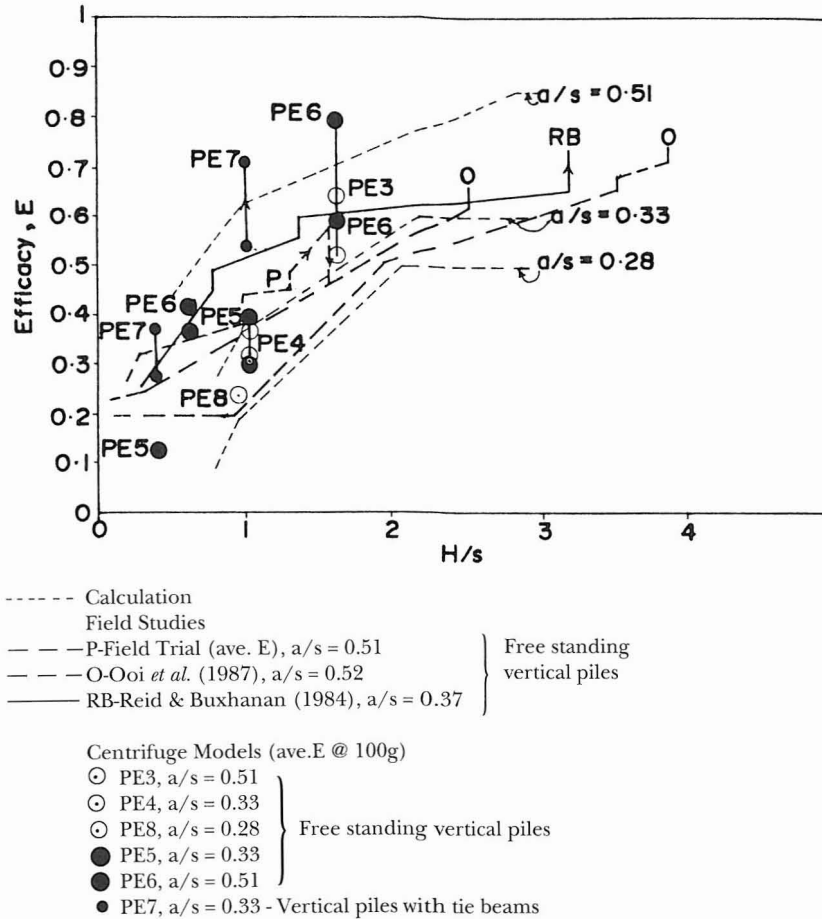 1
0·9
0·8
0·7
0·6
0·5
0·4
0·3
0·2
0·1
0
Efficacy, E
0 1 2 3 4
H/s
PE6
PE7
PE3
PE6
P
O
RB
O
a/s = 0·51
a/s = 0·33
a/s = 0·28
PE6
PE7
PE5
PE4
PE8
PE5
Calculation
Field Studies
P-Field Trial (ave. E), a/s = 0.51
O-Ooi et al. (1987), a/s = 0.52
RB-Reid & Buxhanan (1984), a/s = 0.37
Free standing
vertical piles
Centrifuge Models (ave.E @ 100g)
PE3, a/s = 0.51
PE4, a/s = 0.33
PE8, a/s = 0.28
PE5, a/s = 0.33
PE6, a/s = 0.51
Free standing vertical piles
PE7, a/s = 0.33 - Vertical piles with tie beams